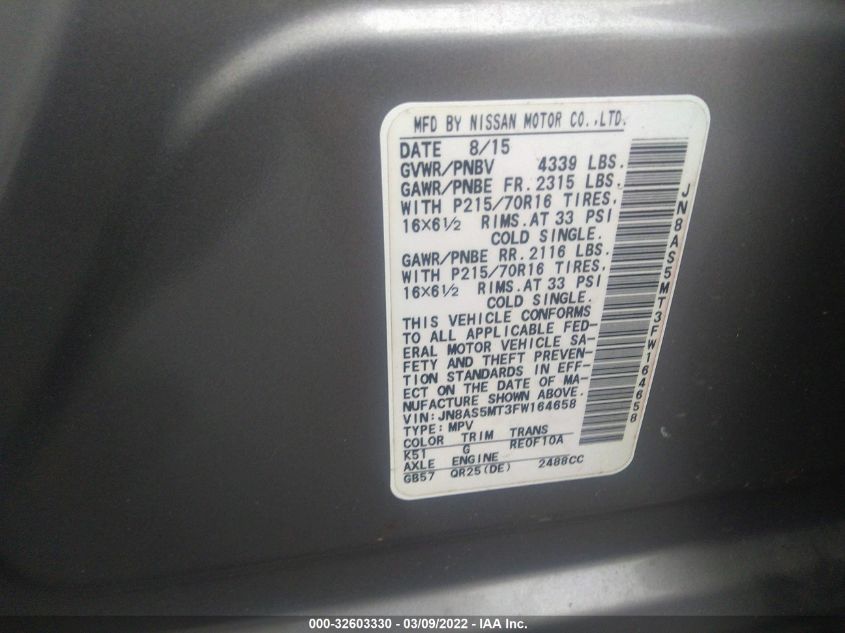 MFD BY NISSAN MOTOR CO.,LTD.
DATE 8/15
GVWR/PNBV 4339 LBS.
GAWR/PNBE FR. 2315 LBS.
WITH P215/70R16 TIRES.
16×6½ RIMS.AT 33 PSI
COLD SINGLE.
GAWR/PNBE RR. 2116 LBS.
WITH P215/70R16 TIRES.
16×6½ RIMS.AT 33 PSI
COLD SINGLE.
THIS VEHICLE CONFORMS
TO ALL APPLICABLE FED-
ERAL MOTOR VEHICLE SA-
FETY AND THEFT PREVEN-
TION STANDARDS IN EFF-
ECT ON THE DATE OF MA-
NUFACTURE SHOWN ABOVE.
VIN: JN8AS5MT3FW164658
TYPE: MPV
COLOR TRIM TRANS
K51 G RE0F10A
AXLE ENGINE
GB57 QR25(DE) 2488CC
JN8AS5MT3FW164658
000-32603330 - 03/09/2022 - IAA Inc.